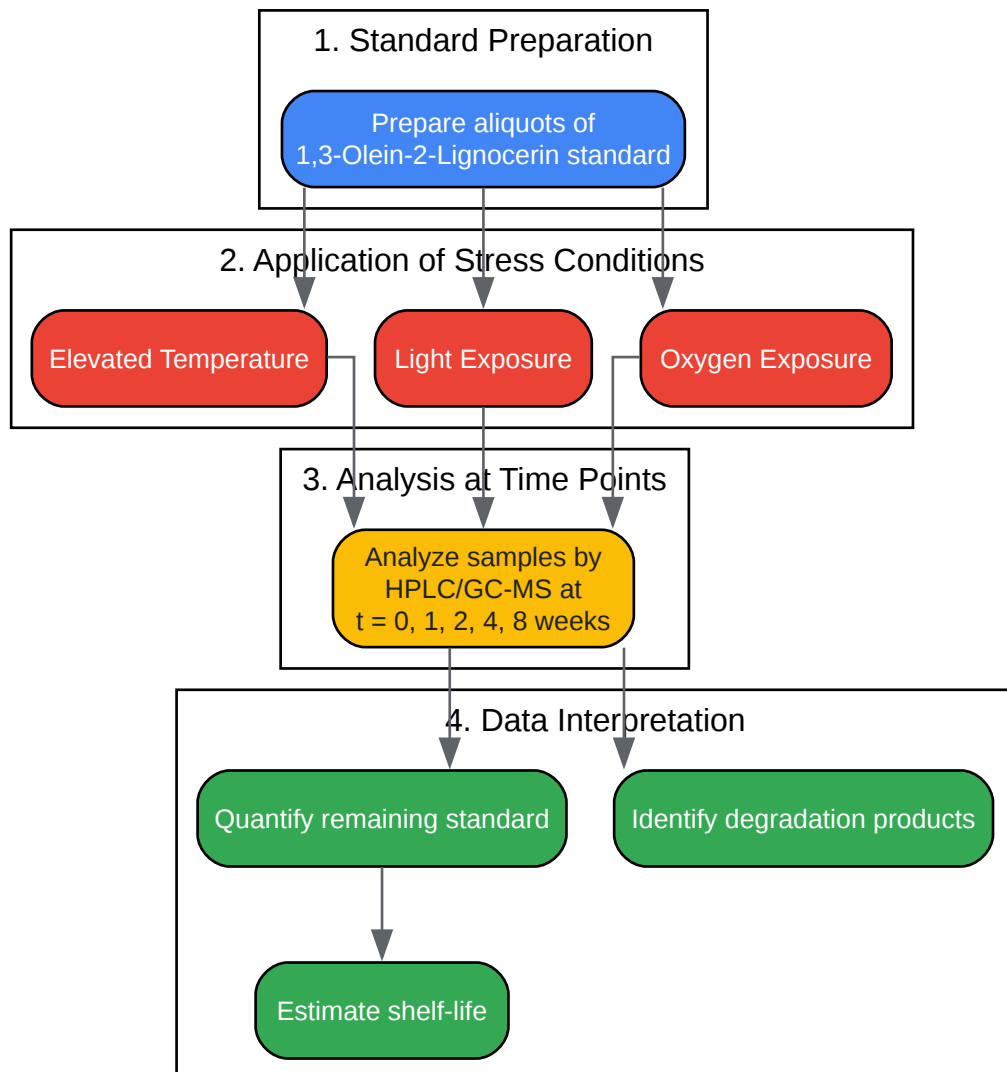 1. Standard Preparation
Prepare aliquots of
1,3-Olein-2-Lignocerin standard
2. Application of Stress Conditions
Elevated Temperature
Light Exposure
Oxygen Exposure
3. Analysis at Time Points
Analyze samples by
HPLC/GC-MS at
t = 0, 1, 2, 4, 8 weeks
4. Data Interpretation
Quantify remaining standard
Identify degradation products
Estimate shelf-life